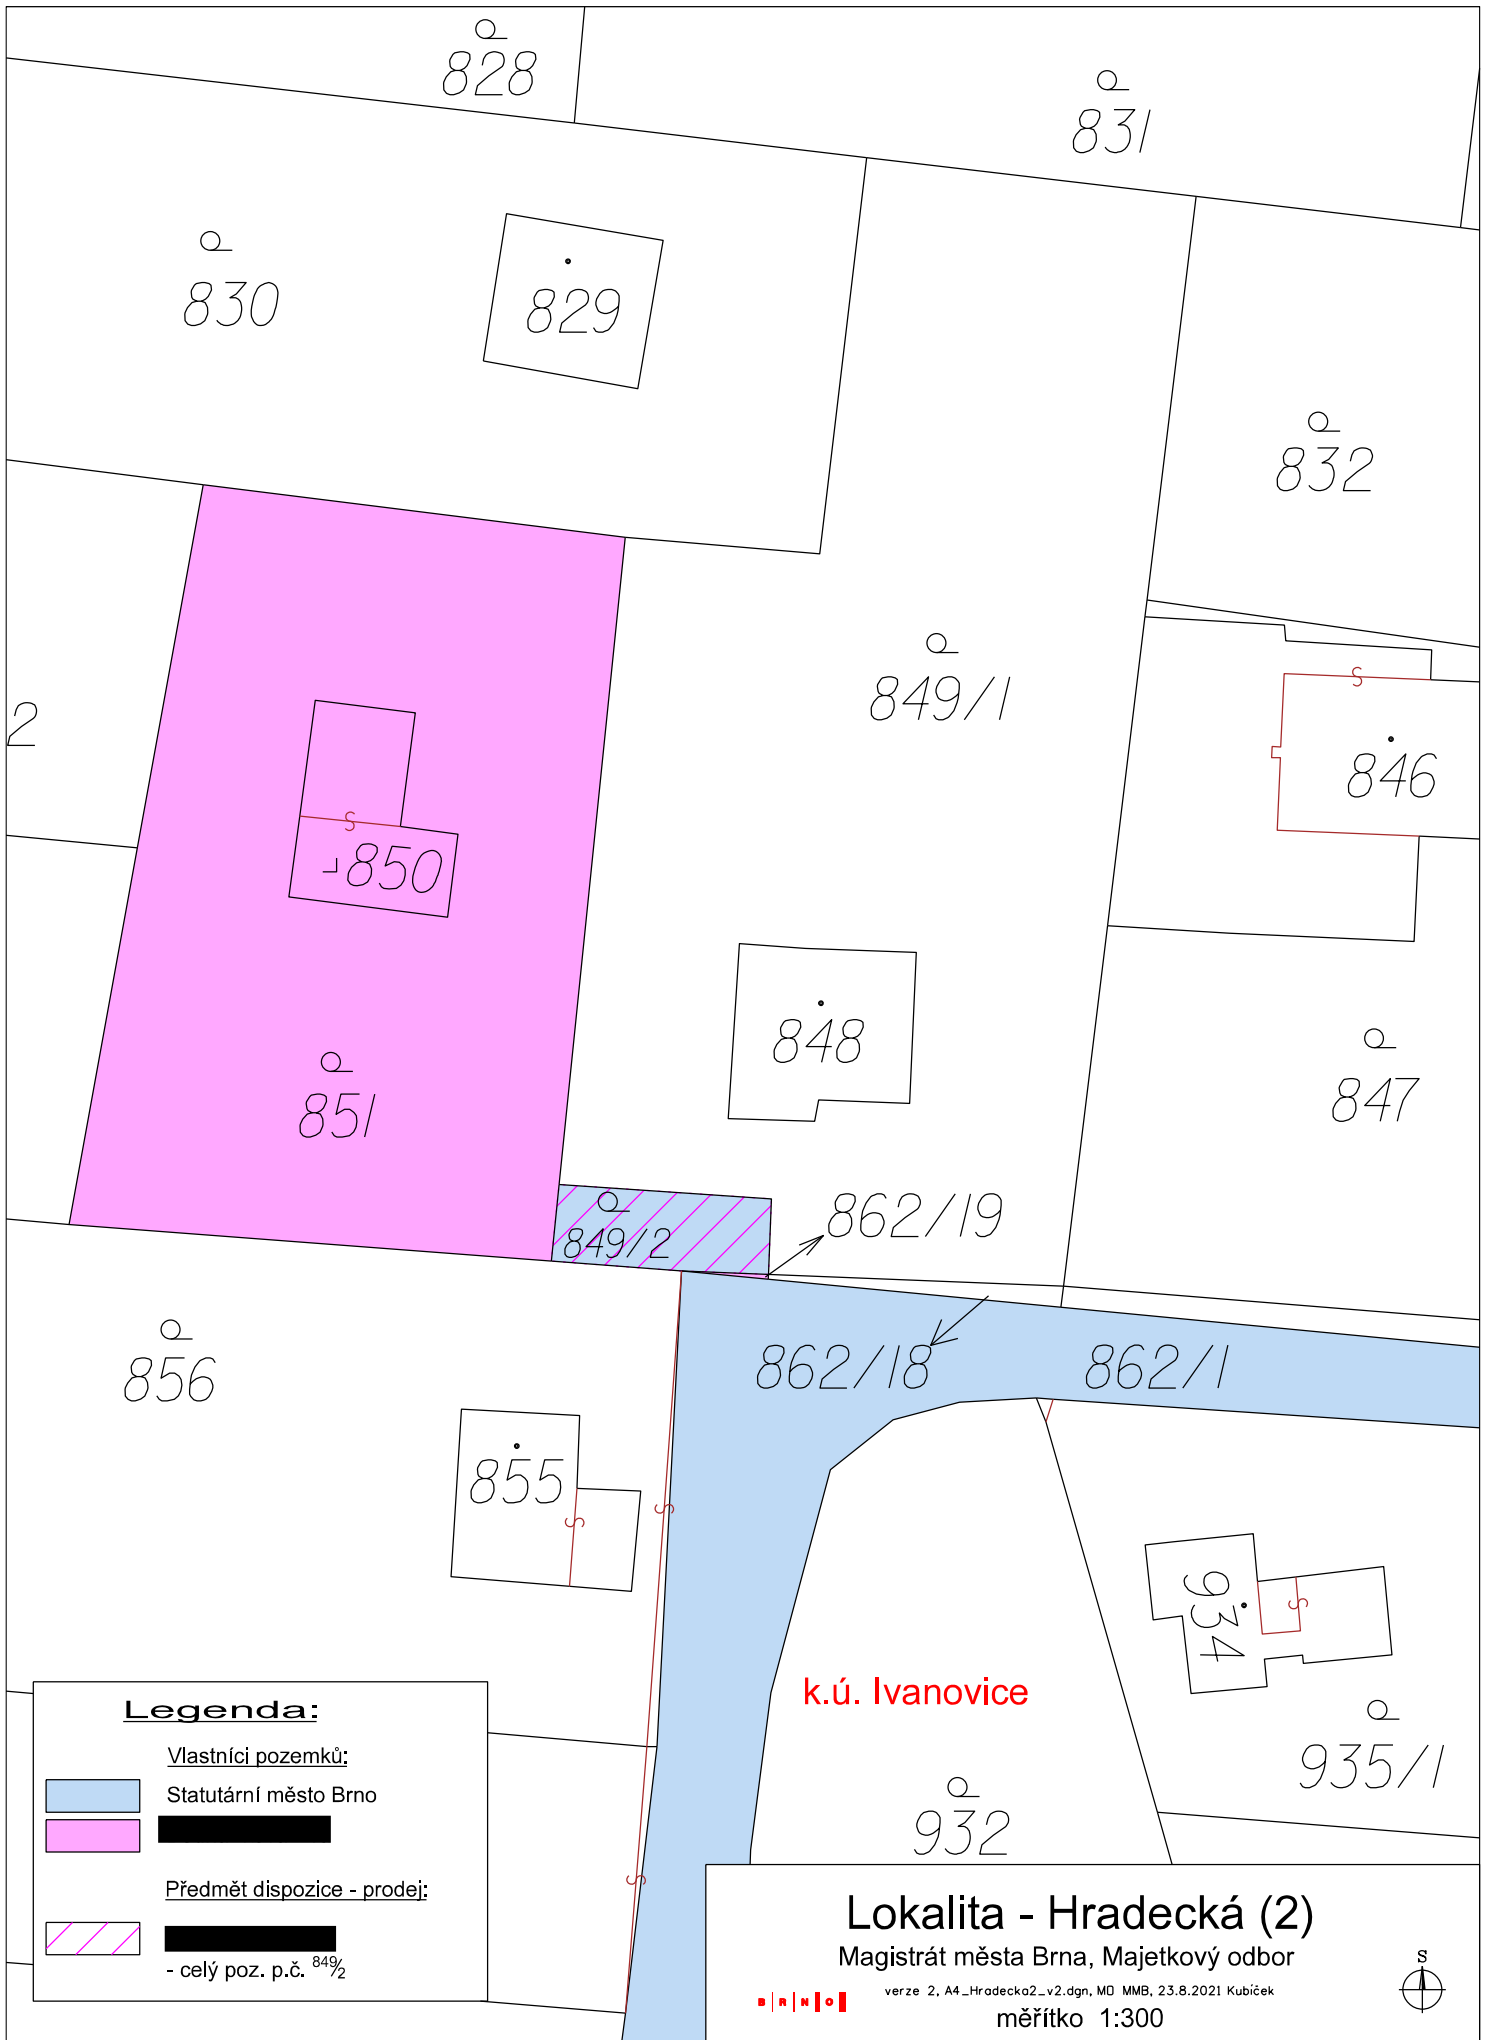 828
831
830
829
832
849/1
2
846
850
848
847
851
862/19
849/2
862/18
862/1
856
855
934
k.ú. Ivanovice
935/1
932
Legenda:
Vlastníci pozemků:
Statutární město Brno
Předmět dispozice - prodej:
- celý poz. p.č. 849/2
Lokalita - Hradecká (2)
Magistrát města Brna, Majetkový odbor
verze 2, A4_Hradecka2_v2.dgn, MO MMB, 23.8.2021 Kubíček
B R N O
měřítko 1:300
S